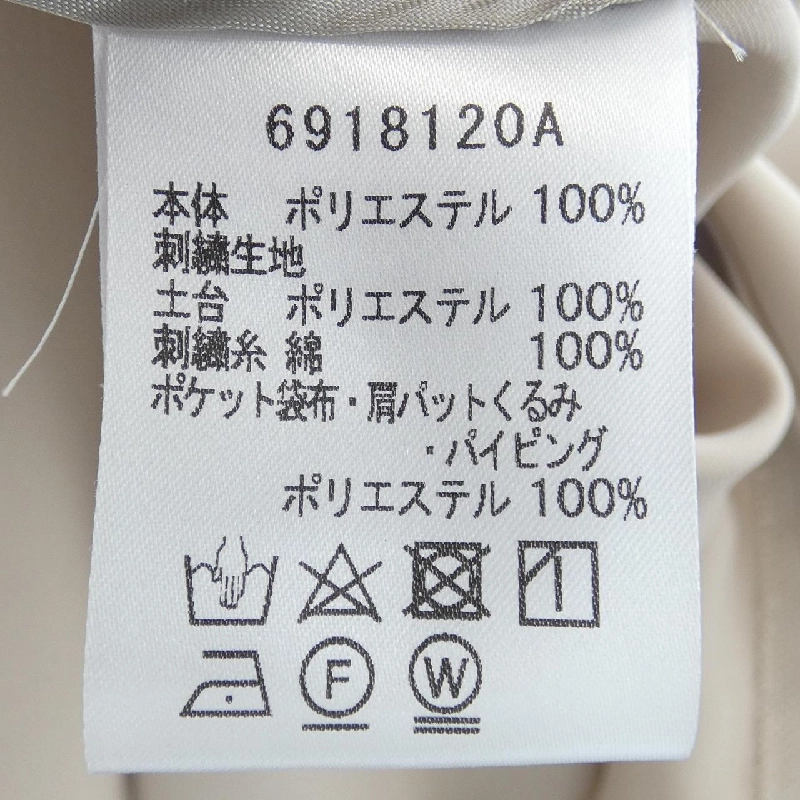 6918120A
本体 ポリエステル 100%
刺繍生地
土台 ポリエステル 100%
刺繍糸 綿 100%
ポケット袋布・肩パットくるみ
・パイピング
ポリエステル 100%
F
W